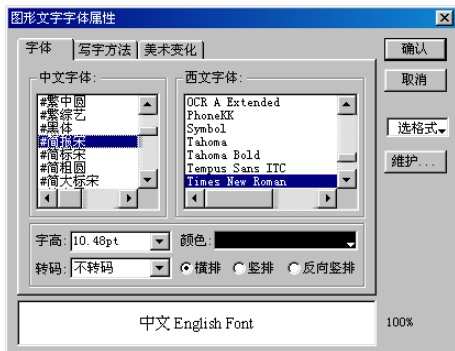 图形文字字体属性
字体 写字方法 美术变化
确认
取消
选格式
维护...
中文字体:
#繁中圆
#繁综艺
#黑体
#简标宋
#简粗圆
#简大标宋
西文字体:
OCR A Extended
PhoneKK
Symbol
Tahoma
Tahoma Bold
Tempus Sans ITC
Times New Roman
字高: 10.48pt 颜色:
转码: 不转码 横排 竖排 反向竖排
中文 English Font 100%